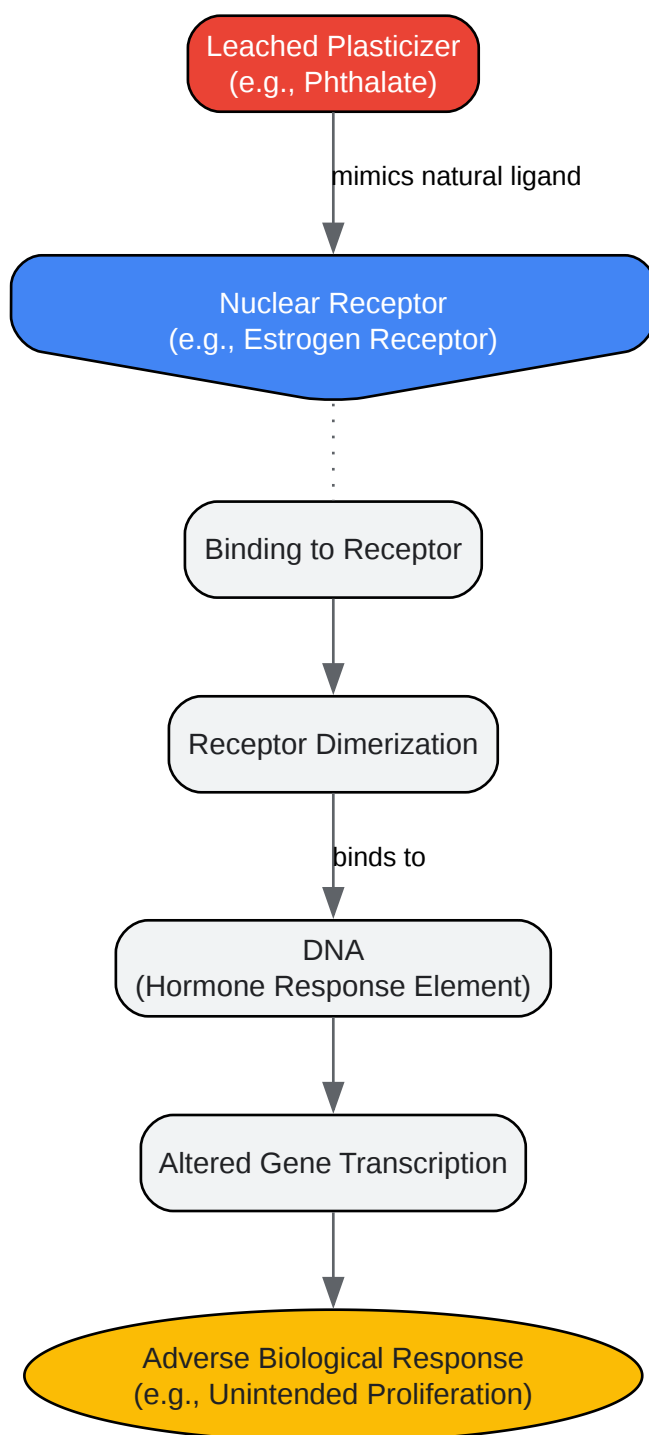 Leached Plasticizer
(e.g., Phthalate)
mimics natural ligand
Nuclear Receptor
(e.g., Estrogen Receptor)
Binding to Receptor
Receptor Dimerization
binds to
DNA
(Hormone Response Element)
Altered Gene Transcription
Adverse Biological Response
(e.g., Unintended Proliferation)